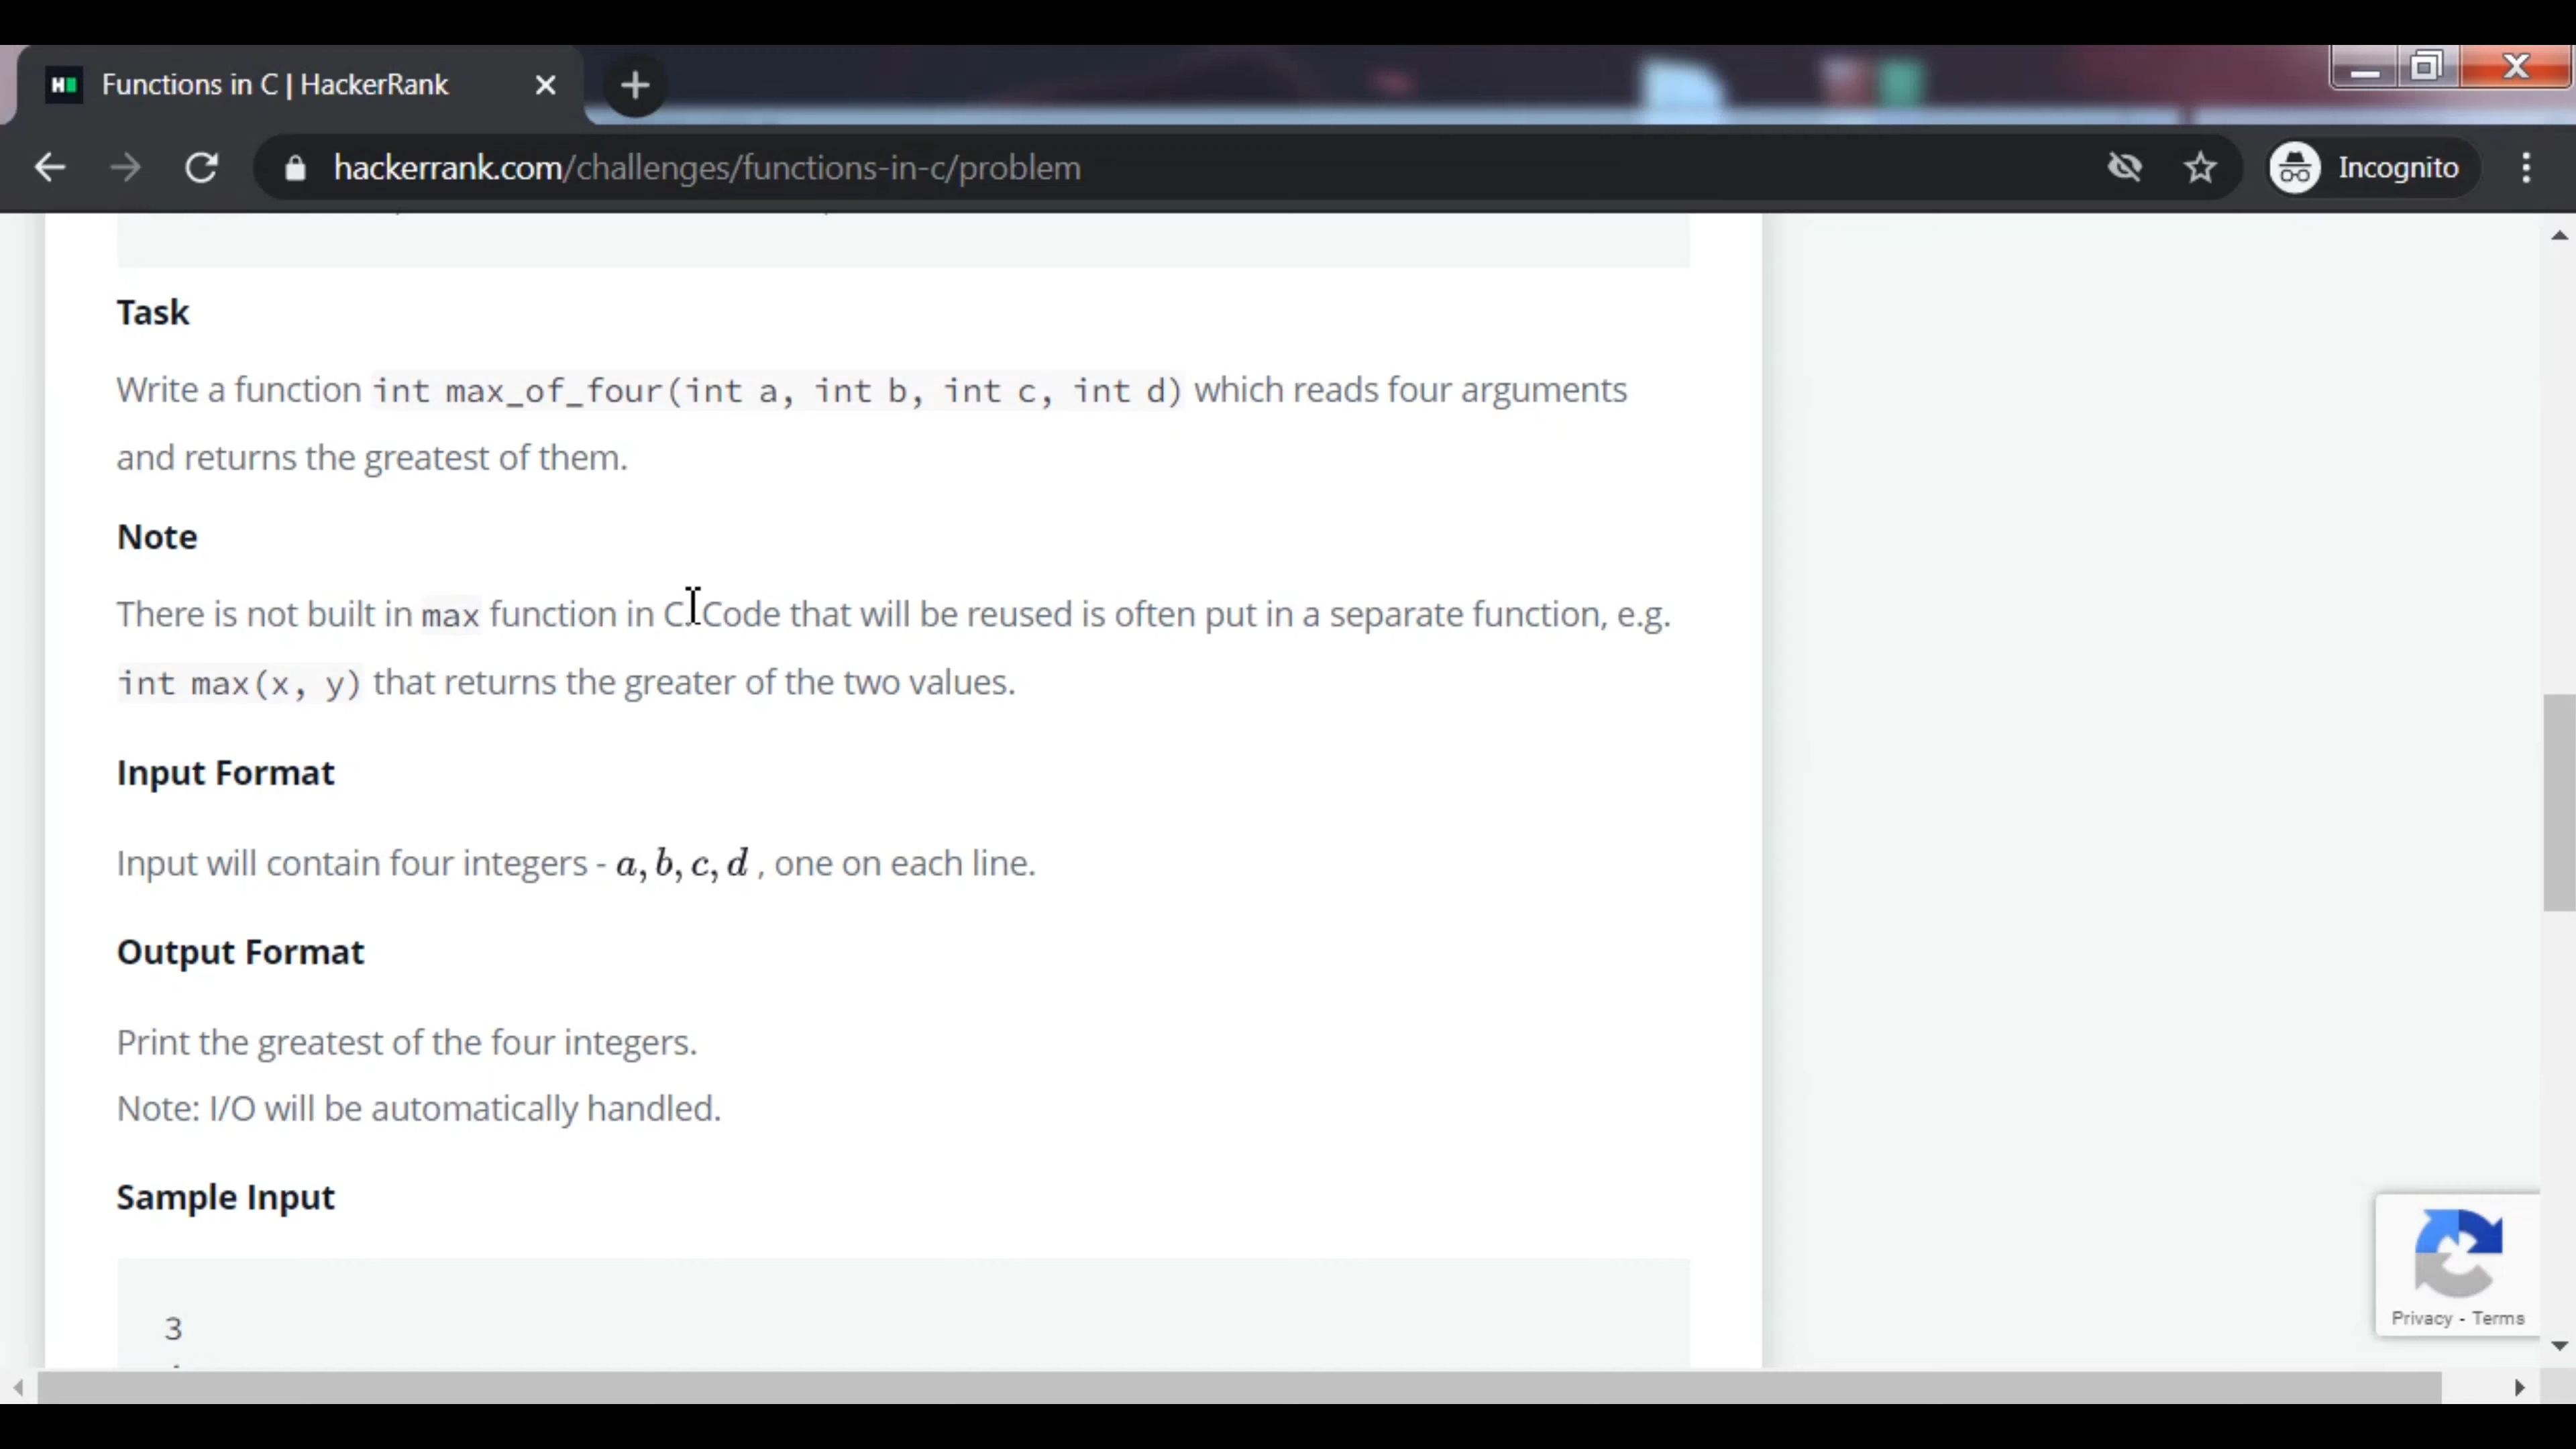 Functions in C | HackerRank
hackerrank.com/challenges/functions-in-c/problem
Incognito
Task
Write a function int max_of_four(int a, int b, int c, int d) which reads four arguments
and returns the greatest of them.
Note
There is not built in max function in C. Code that will be reused is often put in a separate function, e.g.
int max(x, y) that returns the greater of the two values.
Input Format
Input will contain four integers - a, b, c, d , one on each line.
Output Format
Print the greatest of the four integers.
Note: I/O will be automatically handled.
Sample Input
3
Privacy - Terms